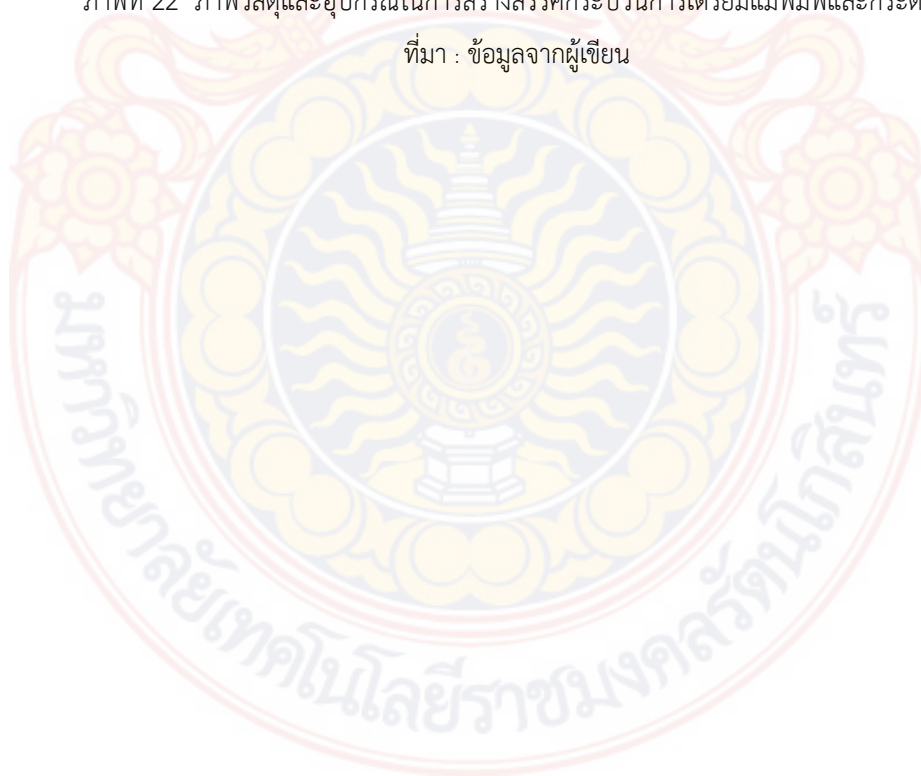 ภาพที่ 22 ภาพวัสดุและอุปกรณ์ในการสร้างสรรค์กระบวนการเตรียมแม่พิมพ์และ
ที่มา : ข้อมูลจากผู้เขียน
มหาวิทยาลัยเทคโนโลยีราชมงคลรัตนโกสินทร์